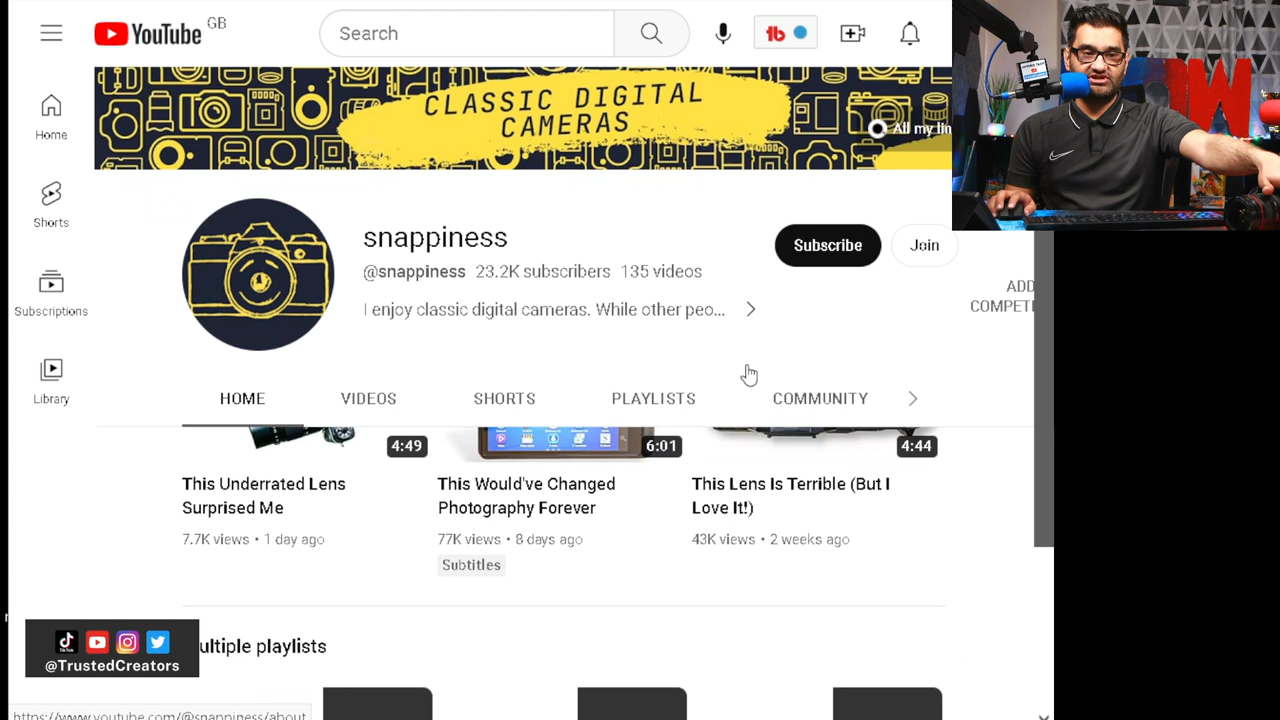 YouTube GB
Search
Home
Shorts
Subscriptions
Library
CLASSIC DIGITAL
CAMERAS
All my lin
snappiness
@snappiness 23.2K subscribers 135 videos
I enjoy classic digital cameras. While other peo...
Subscribe
Join
ADD
COMPETI
HOME
VIDEOS
SHORTS
PLAYLISTS
COMMUNITY
4:49
6:01
4:44
This Underrated Lens
Surprised Me
7.7K views • 1 day ago
This Would've Changed
Photography Forever
77K views • 8 days ago
Subtitles
This Lens Is Terrible (But I
Love It!)
43K views • 2 weeks ago
ultiple playlists
@TrustedCreators
https://www.youtube.com/@snappiness/about